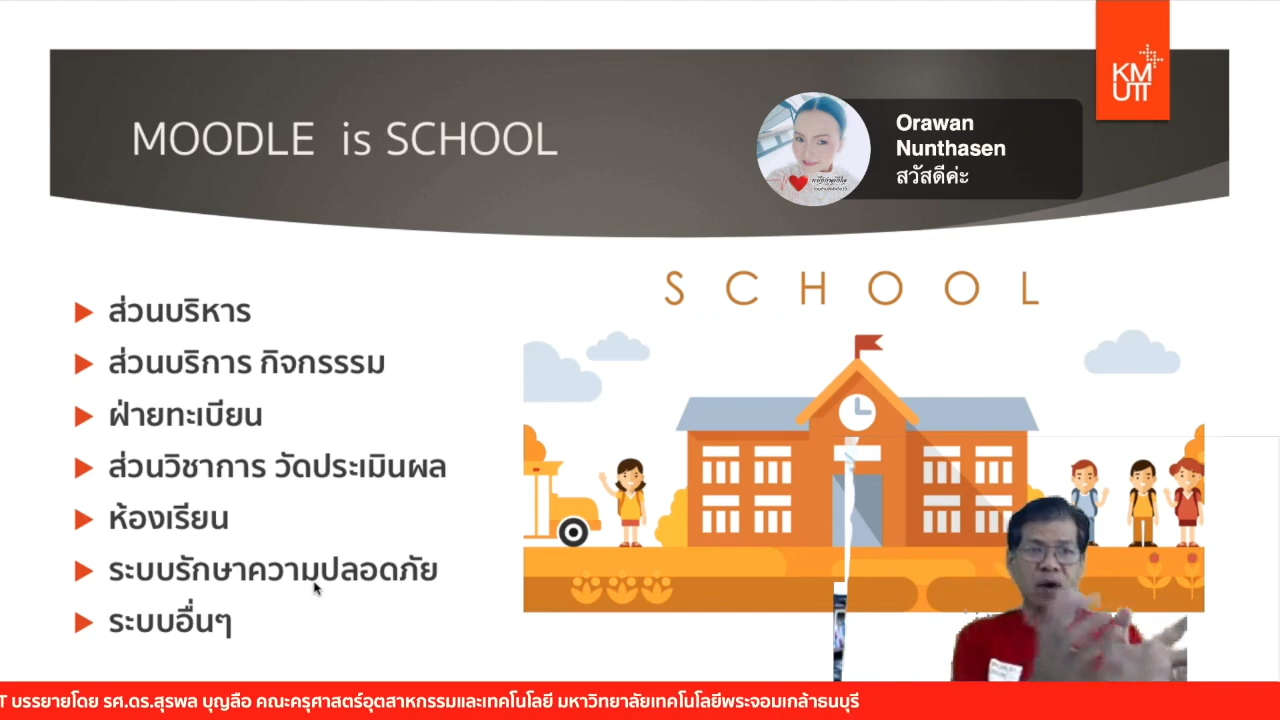 KM
UTT
MOODLE is SCHOOL
Orawan
Nunthasen
สวัสดีค่ะ
S C H O O L
ส่วนบริหาร
ส่วนบริการ กิจกรรรม
ฝ่ายทะเบียน
ส่วนวิชาการ วัดประเมินผล
ห้องเรียน
ระบบรักษาความปลอดภัย
ระบบอื่นๆ
T บรรยายโดย รศ.ดร.สุรพล บุญลือ คณะครุศาสตร์อุตสาหกรรมและเทคโนโลยี มหาวิทยาลัยเทคโนโลยีพระจอมเกล้าธนบุรี